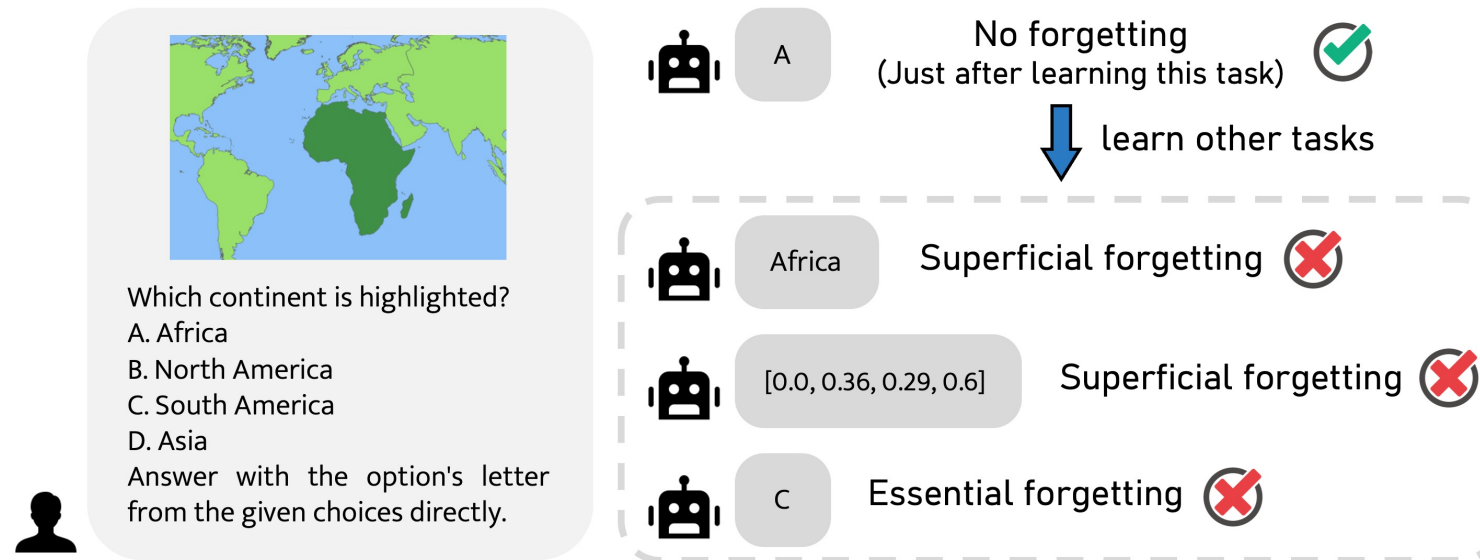 Which continent is highlighted?
A. Africa
B. North America
C. South America
D. Asia
Answer with the option's letter
from the given choices directly.
A
No forgetting
(Just after learning this task)
learn other tasks
Africa
Superficial forgetting
[0.0, 0.36, 0.29, 0.6]
Superficial forgetting
C
Essential forgetting